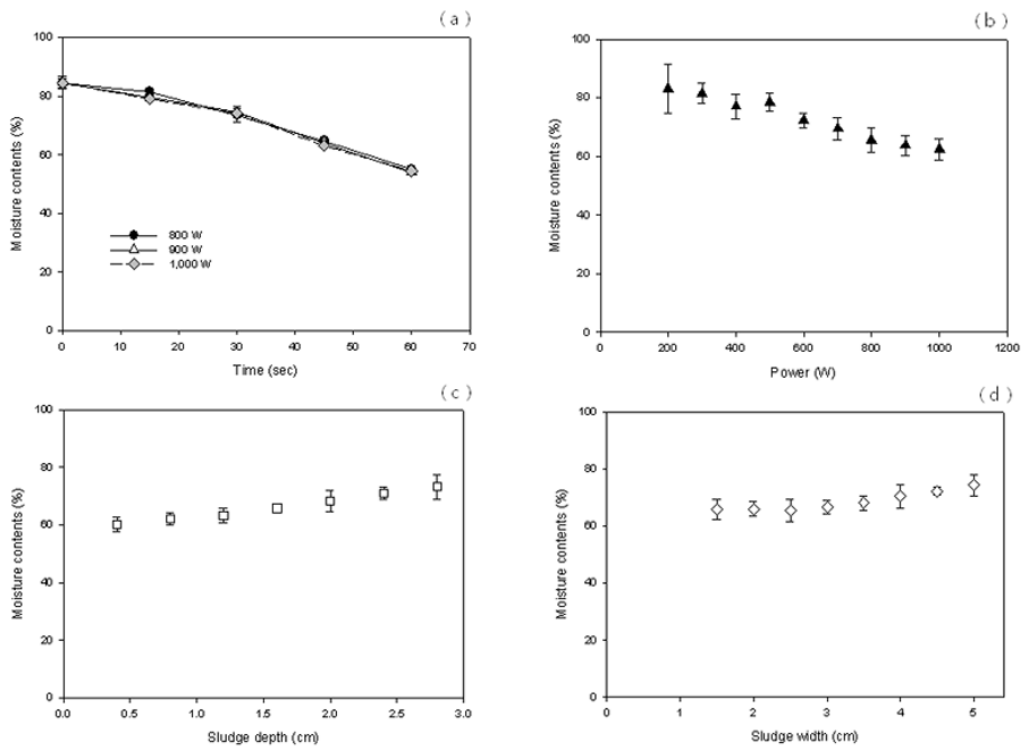 ( a )
Moisture contents (%)
100
80
60
40
20
0
800 W
900 W
1,000 W
0 10 20 30 40 50 60 70
Time (sec)
( b )
Moisture contents (%)
100
80
60
40
20
0
0 200 400 600 800 1000 1200
Power (W)
( c )
Moisture contents (%)
100
80
60
40
20
0
0.0 0.5 1.0 1.5 2.0 2.5 3.0
Sludge depth (cm)
( d )
Moisture contents (%)
100
80
60
40
20
0
0 1 2 3 4 5
Sludge width (cm)